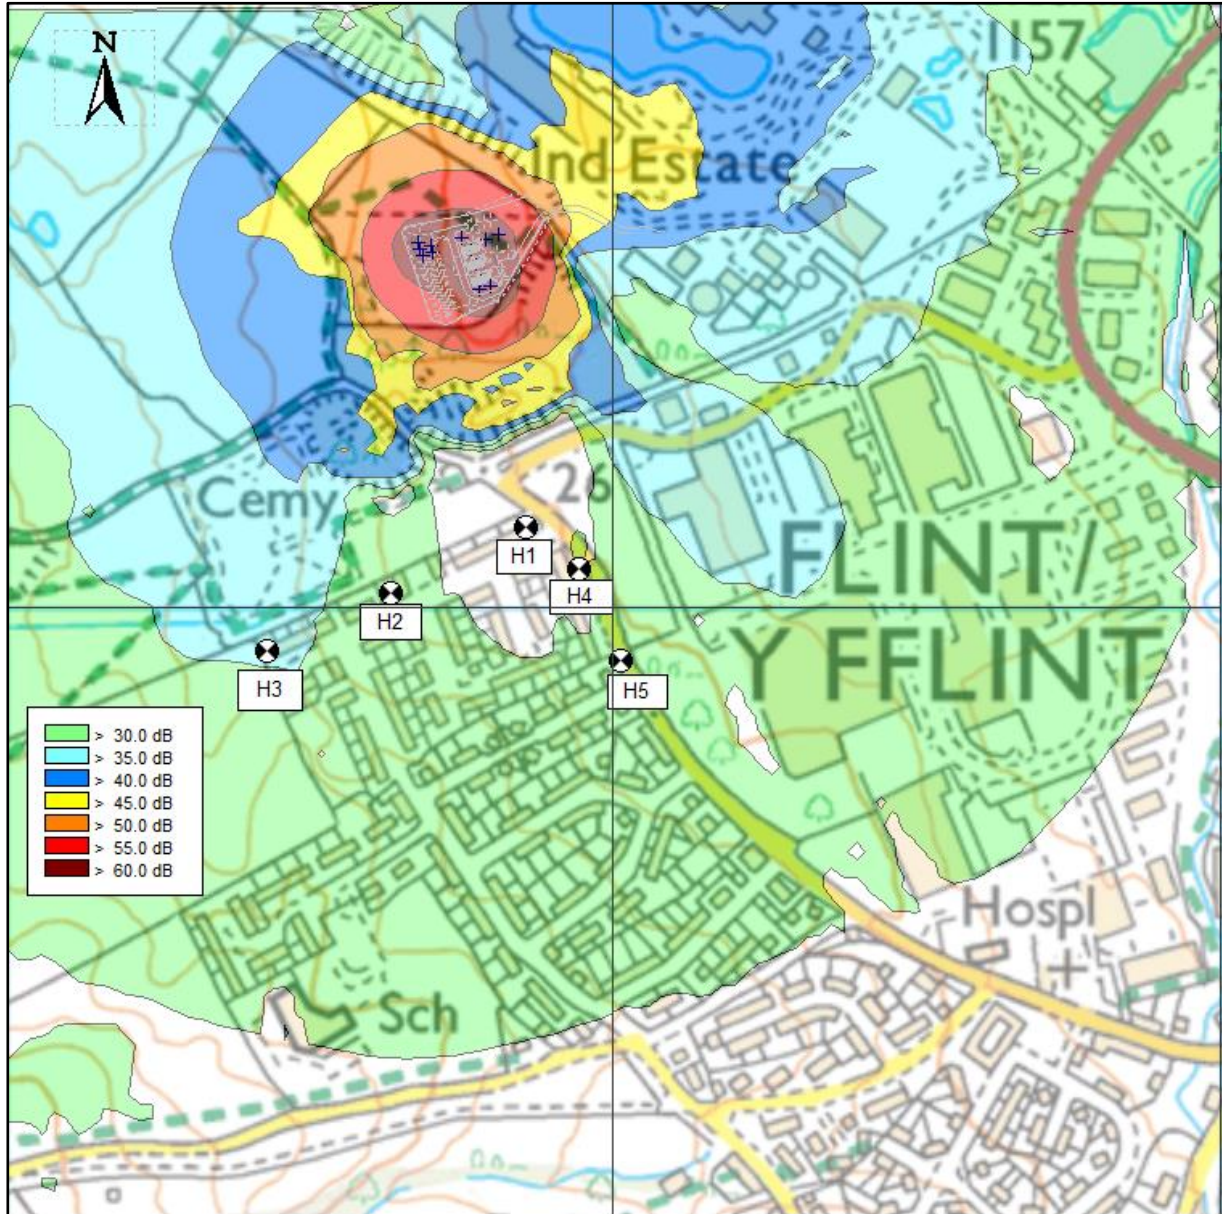 N
1157
Ind Estate
Cemy
26
FLINT/
Y FFLINT
H1
H4
H2
H3
H5
> 30.0 dB
> 35.0 dB
> 40.0 dB
> 45.0 dB
> 50.0 dB
> 55.0 dB
> 60.0 dB
Hospl
Sch